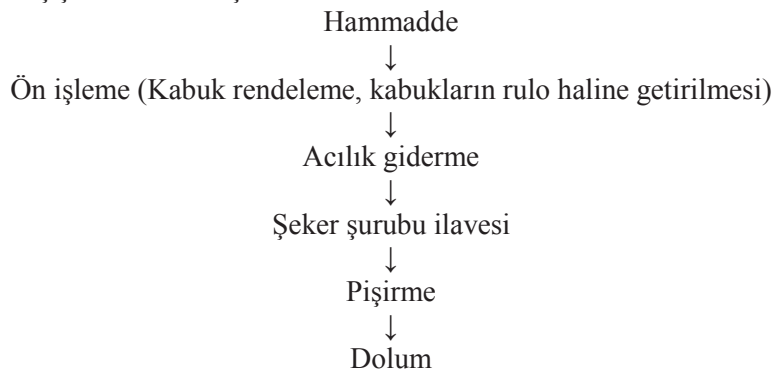 Hammadde
↓
Ön işleme (Kabuk rendeleme, kabukların rulo haline getirilmesi)
↓
Acılık giderme
↓
Şeker şurubu ilavesi
↓
Pişirme
↓
Dolum